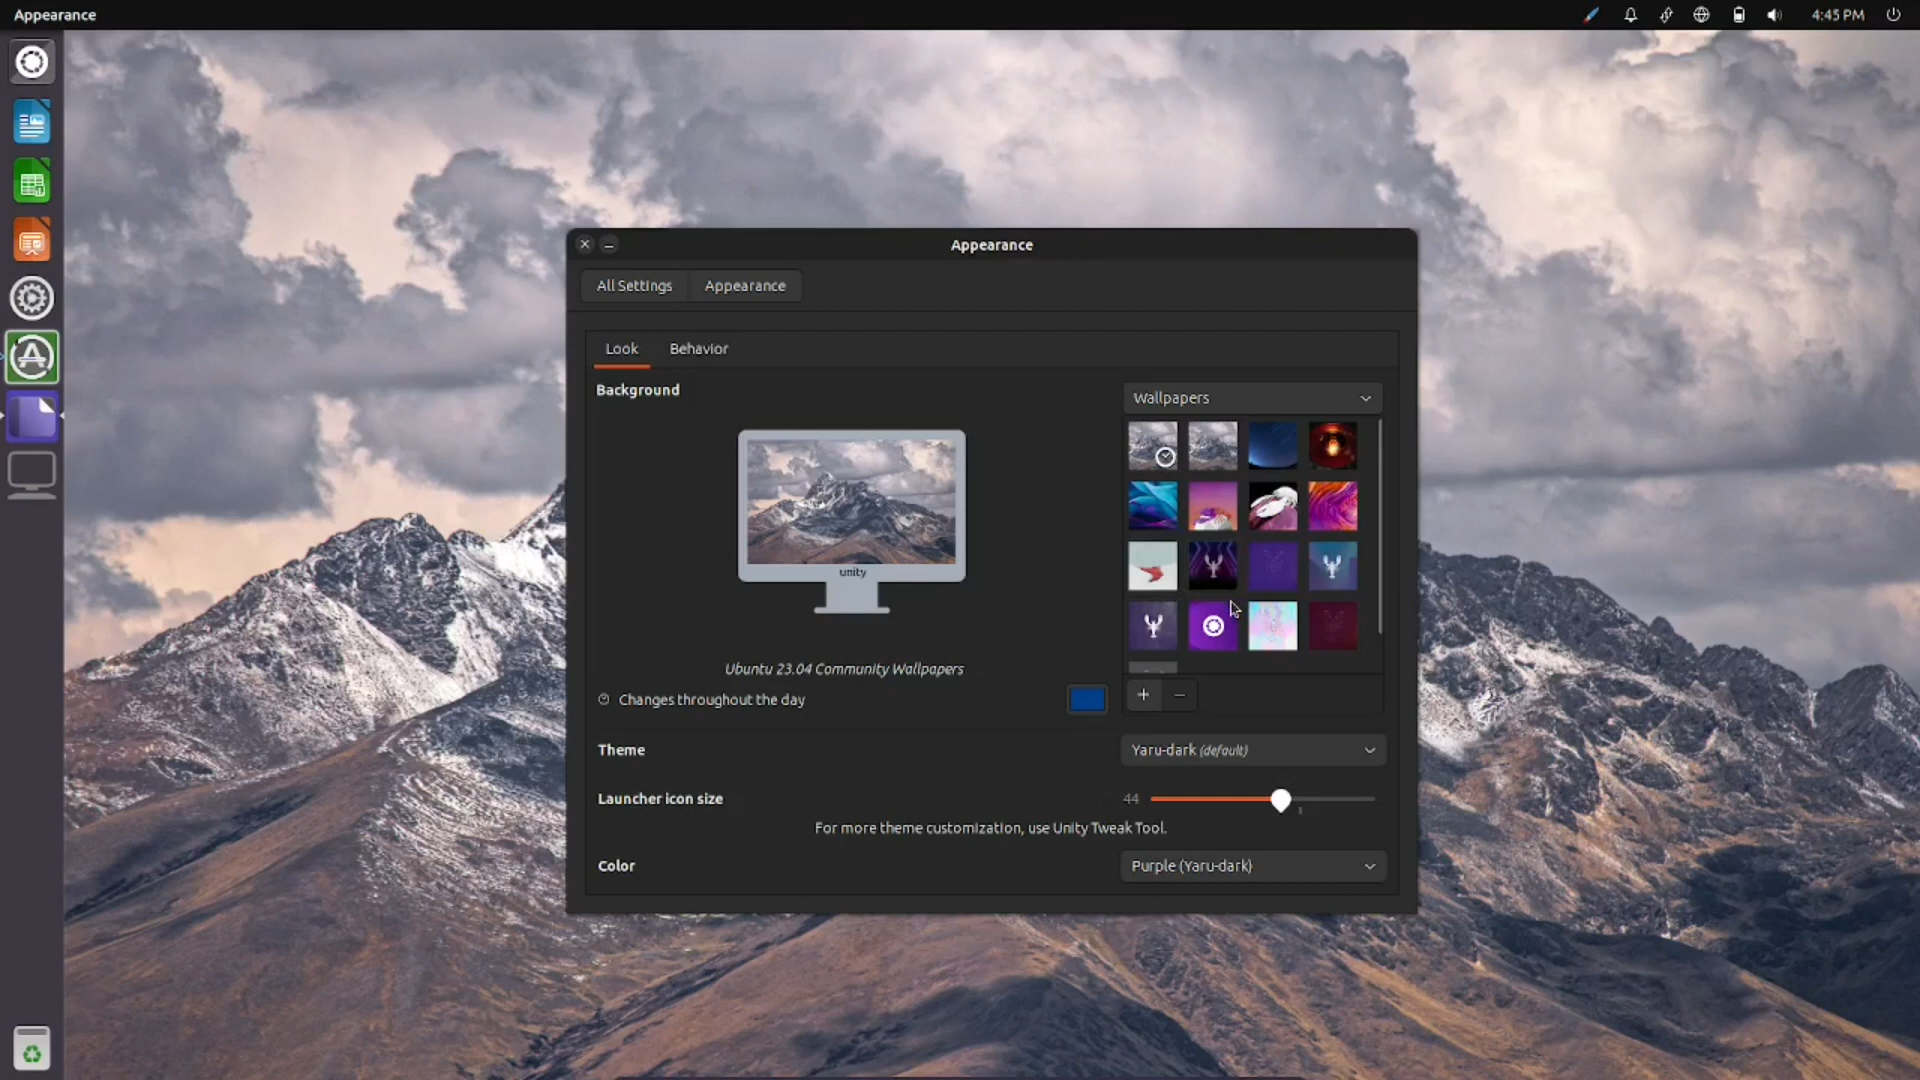 Appearance
4:45 PM
Appearance
All Settings
Appearance
Look
Behavior
Background
Wallpapers
unity
Ubuntu 23.04 Community Wallpapers
Changes throughout the day
Theme
Yaru-dark (default)
Launcher icon size
44
For more theme customization, use Unity Tweak Tool.
Color
Purple (Yaru-dark)